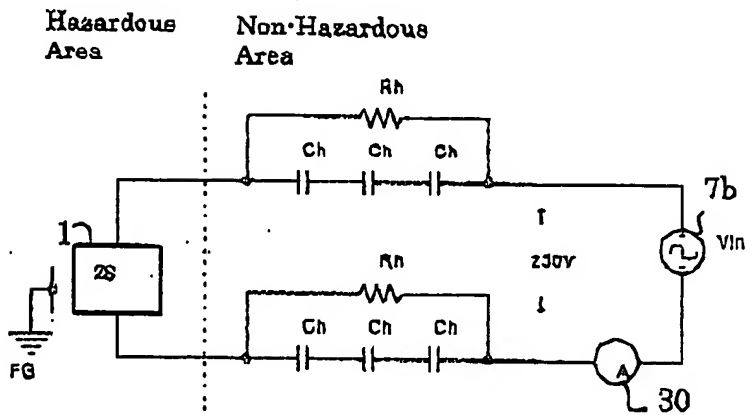 Hazardous
Area
Non·Hazardous
Area
Rh
Ch Ch Ch
7b
Vin
1
2S
230V
Rh
Ch Ch Ch
FG
A
30